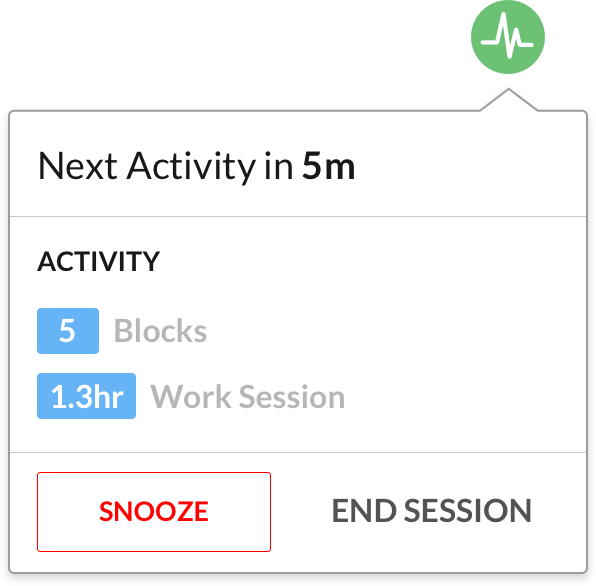 Next Activity in 5m
ACTIVITY
5 Blocks
1.3hr Work Session
SNOOZE END SESSION